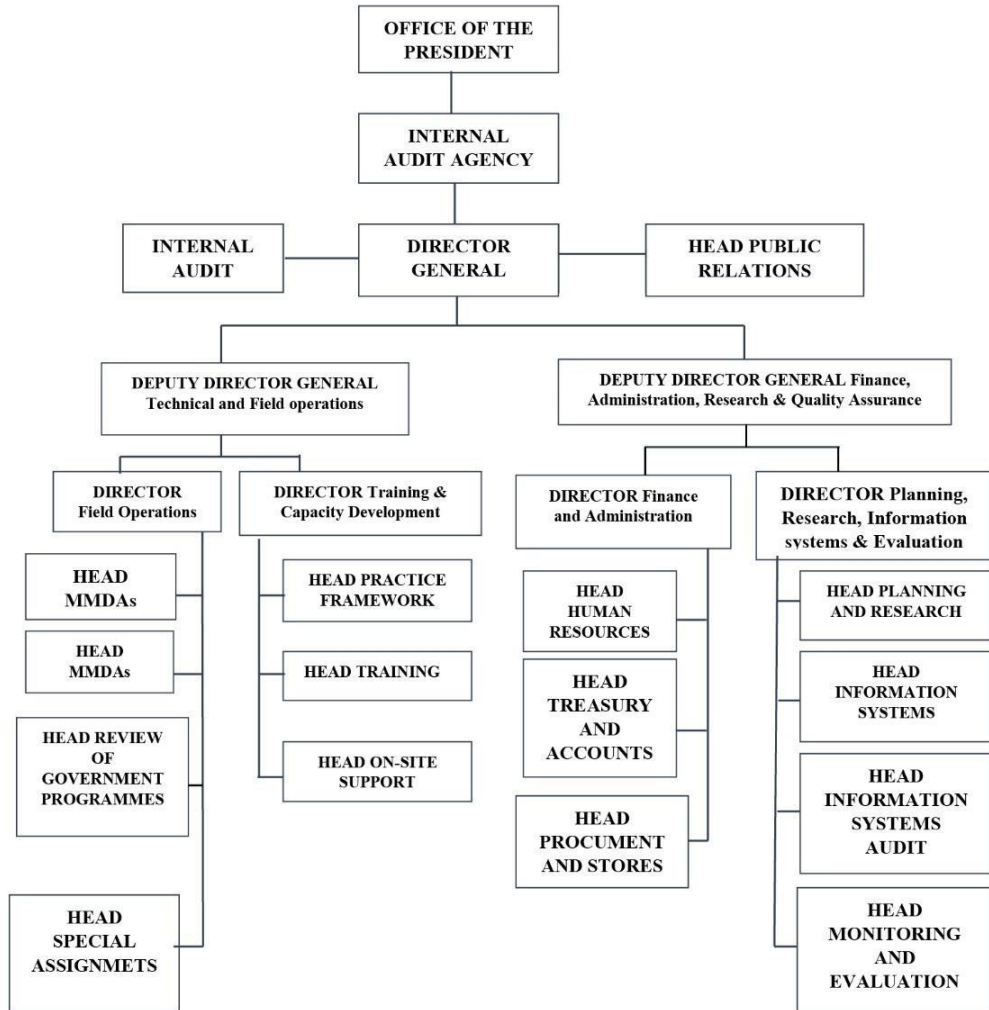 OFFICE OF THE
PRESIDENT
INTERNAL
AUDIT AGENCY
INTERNAL
AUDIT
DIRECTOR
GENERAL
HEAD PUBLIC
RELATIONS
DEPUTY DIRECTOR GENERAL
Technical and Field operations
DEPUTY DIRECTOR GENERAL Finance,
Administration, Research & Quality Assurance
DIRECTOR
Field Operations
DIRECTOR Training &
Capacity Development
DIRECTOR Finance
and Administration
DIRECTOR Planning,
Research, Information
systems & Evaluation
HEAD
MMDAs
HEAD
MMDAs
HEAD REVIEW
OF
GOVERNMENT
PROGRAMMES
HEAD
SPECIAL
ASSIGNMETS
HEAD PRACTICE
FRAMEWORK
HEAD TRAINING
HEAD ON-SITE
SUPPORT
HEAD
HUMAN
RESOURCES
HEAD
TREASURY
AND
ACCOUNTS
HEAD
PROCUMENT
AND STORES
HEAD PLANNING
AND RESEARCH
HEAD
INFORMATION
SYSTEMS
HEAD
INFORMATION
SYSTEMS
AUDIT
HEAD
MONITORING
AND
EVALUATION